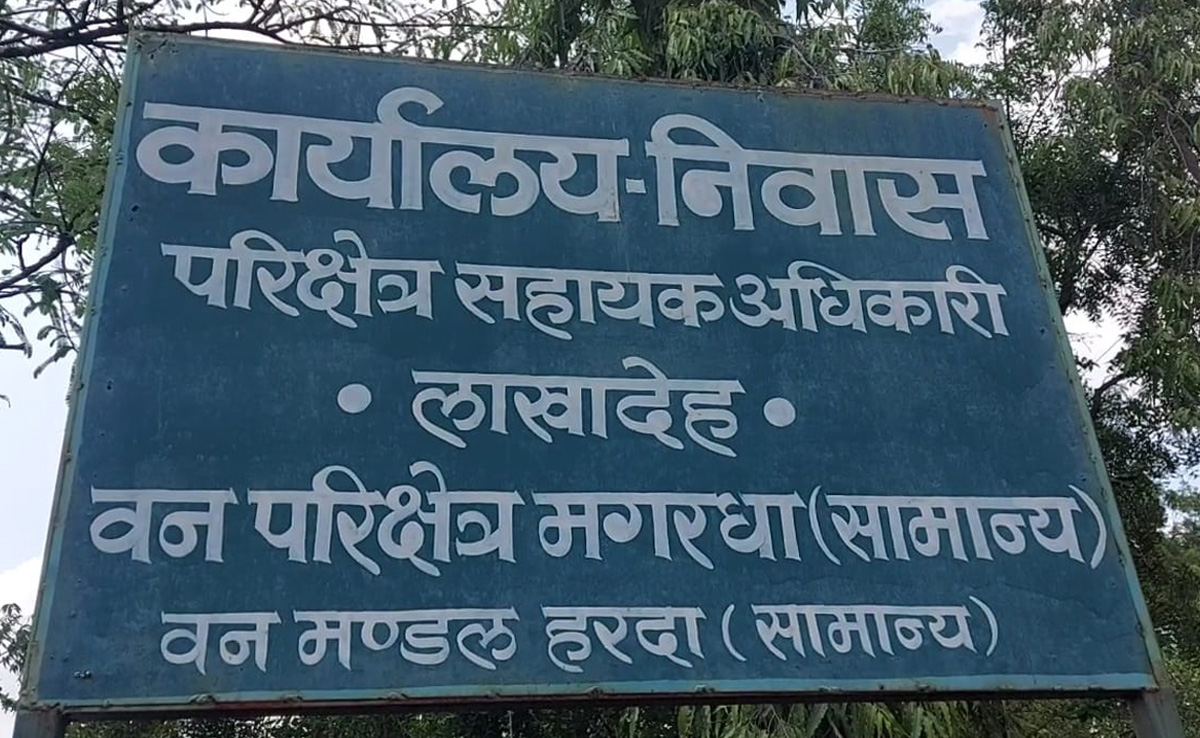 कार्यालय-निवास
परिक्षेत्र सहायक अधिकारी
• लाखादेह •
वन परिक्षेत्र मगरधा (सामान्य)
वन मण्डल हरदा (सामान्य)